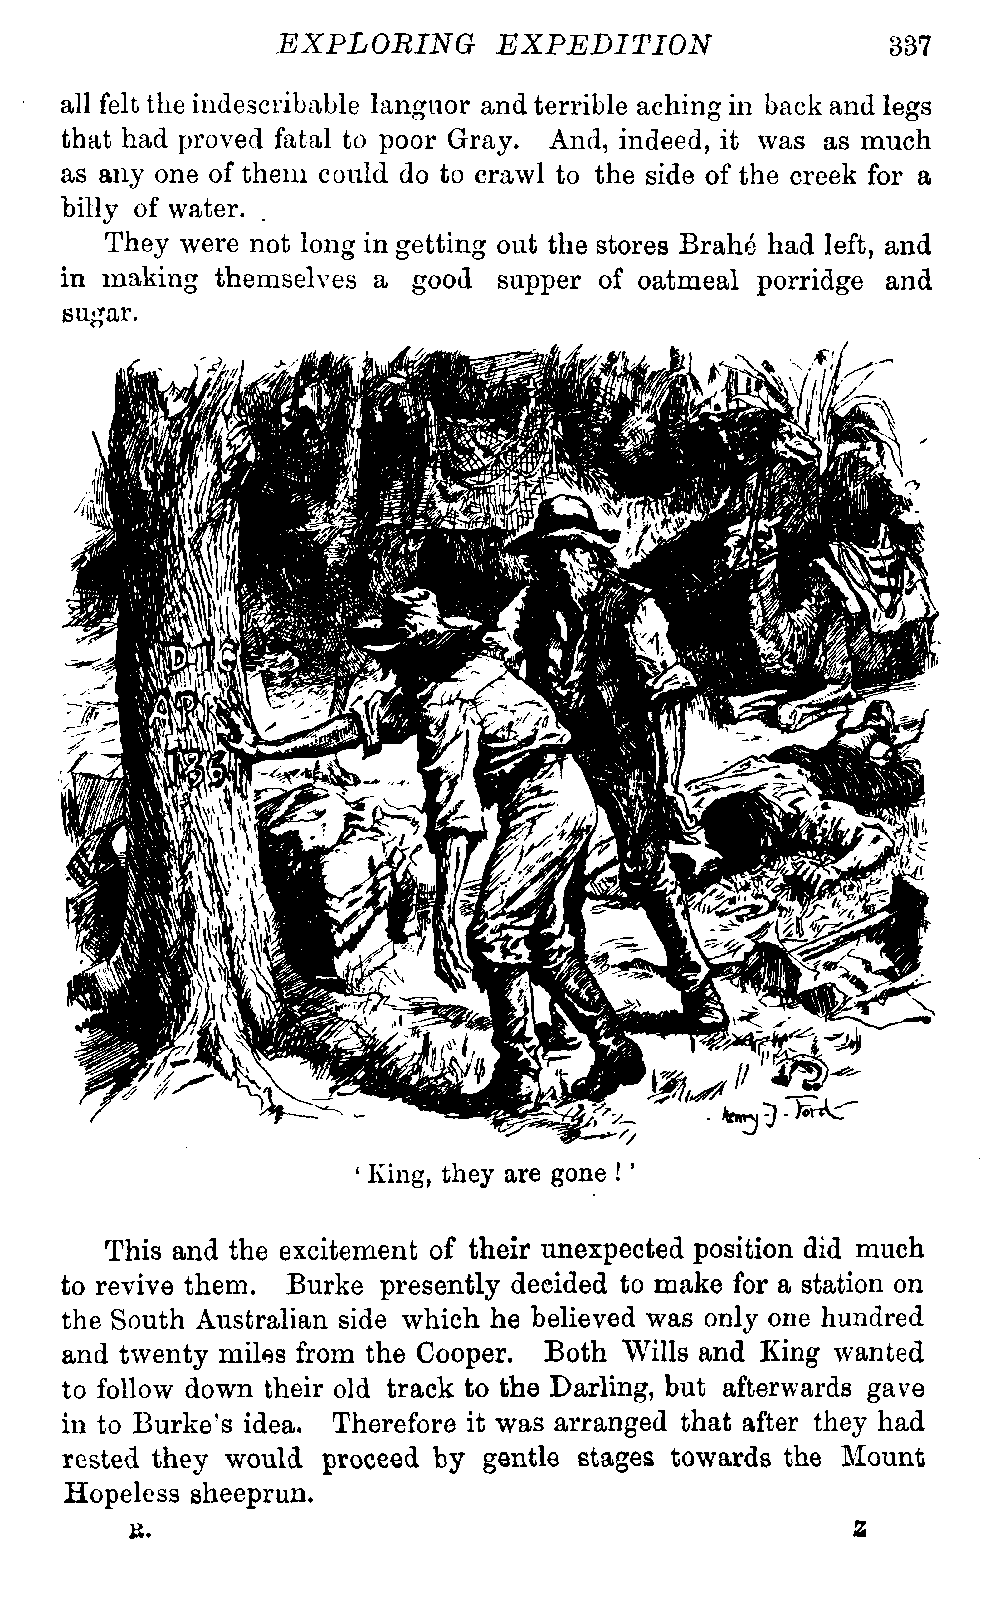 EXPLORING EXPEDITION 337
all felt the indescribable languor and terrible aching in back and legs
that had proved fatal to poor Gray. And, indeed, it was as much
as any one of them could do to crawl to the side of the creek for a
billy of water.
They were not long in getting out the stores Brahé had left, and
in making themselves a good supper of oatmeal porridge and
sugar.
DIG
APR
186
Henry·J·Ford
‘King, they are gone!’
This and the excitement of their unexpected position did much
to revive them. Burke presently decided to make for a station on
the South Australian side which he believed was only one hundred
and twenty miles from the Cooper. Both Wills and King wanted
to follow down their old track to the Darling, but afterwards gave
in to Burke's idea. Therefore it was arranged that after they had
rested they would proceed by gentle stages towards the Mount
Hopeless sheeprun.
R. Z